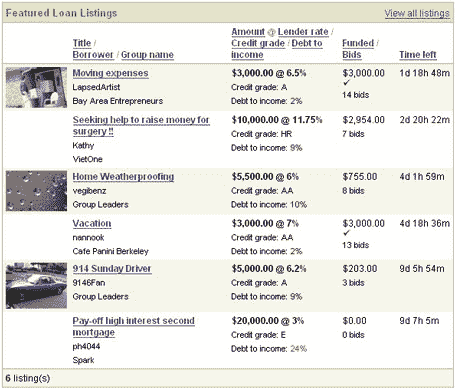 Featured Loan Listings View all listings
Title / Amount @ Lender rate / Funded /
Borrower / Group name Credit grade / Debt to income Bids Time left
Moving expenses $3,000.00 @ 6.5% $3,000.00 1d 18h 48m
LapsedArtist Credit grade: A ✓
Bay Area Entrepreneurs Debt to income: 2% 14 bids
Seeking help to raise money for surgery !! $10,000.00 @ 11.75% $2,954.00 2d 20h 22m
Kathy Credit grade: HR 7 bids
VietOne Debt to income: 9%
Home Weatherproofing $5,500.00 @ 6% $755.00 4d 1h 59m
vegibenz Credit grade: AA 8 bids
Group Leaders Debt to income: 10%
Vacation $3,000.00 @ 7% $3,000.00 4d 18h 36m
nannook Credit grade: AA ✓
Cafe Panini Berkeley Debt to income: 2% 13 bids
914 Sunday Driver $5,000.00 @ 6.2% $203.00 9d 5h 54m
9146Fan Credit grade: A 3 bids
Group Leaders Debt to income: 9%
Pay-off high interest second mortgage $20,000.00 @ 3% $0.00 9d 7h 5m
ph4044 Credit grade: E 0 bids
Spark Debt to income: 24%
6 listing(s)